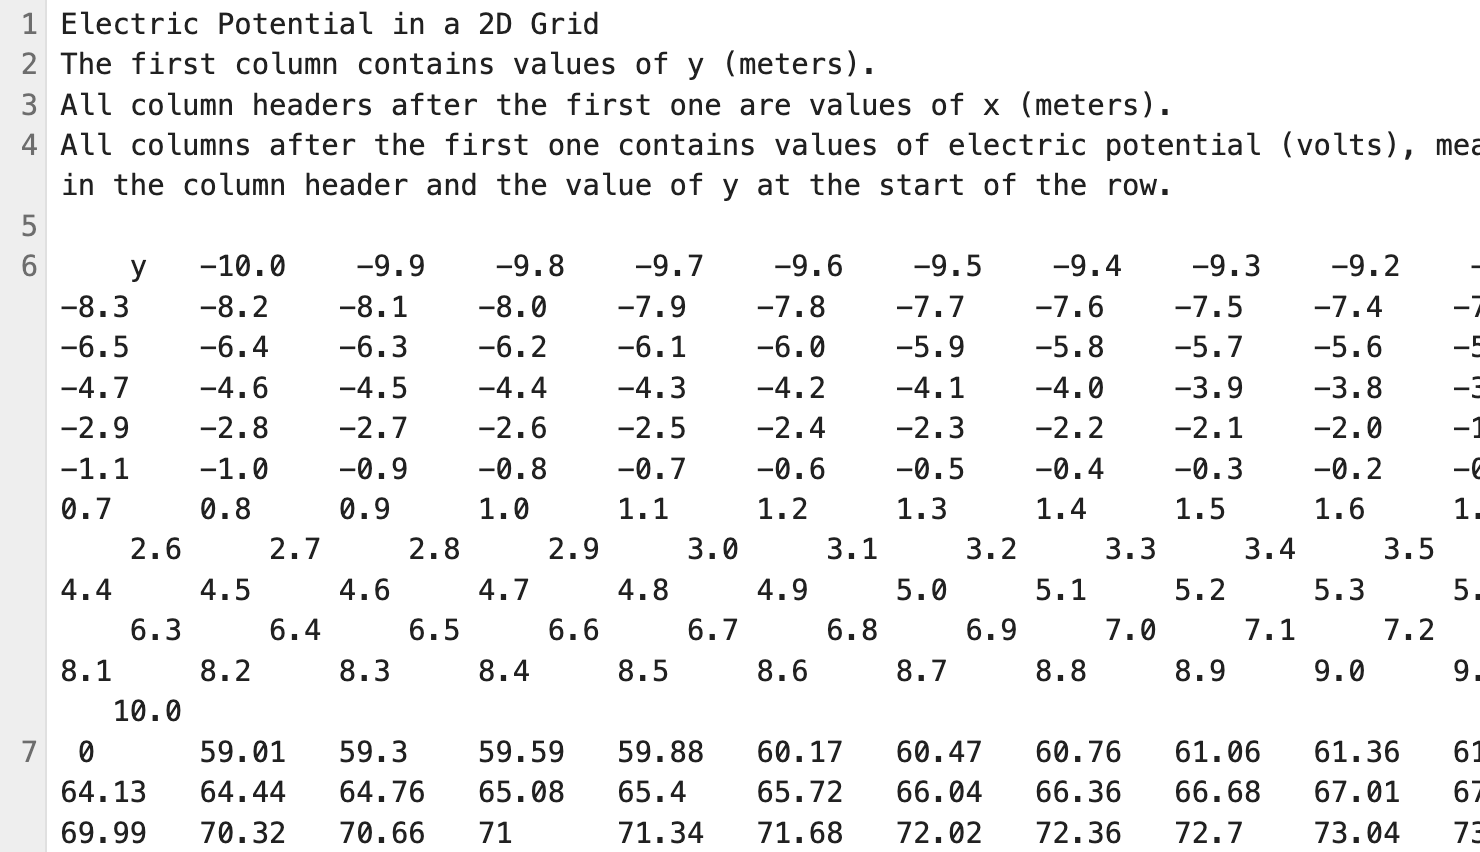 1 Electric Potential in a 2D Grid
2 The first column contains values of y (meters).
3 All column headers after the first one are values of x (meters).
4 All columns after the first one contains values of electric potential (volts),
in the column header and the value of y at the start of the row.
5
6 y -10.0 -9.9 -9.8 -9.7 -9.6 -9.5 -9.4 -9.3 -9.2
-8.3 -8.2 -8.1 -8.0 -7.9 -7.8 -7.7 -7.6 -7.5 -7.4
-6.5 -6.4 -6.3 -6.2 -6.1 -6.0 -5.9 -5.8 -5.7 -5.6
-4.7 -4.6 -4.5 -4.4 -4.3 -4.2 -4.1 -4.0 -3.9 -3.8
-2.9 -2.8 -2.7 -2.6 -2.5 -2.4 -2.3 -2.2 -2.1 -2.0
-1.1 -1.0 -0.9 -0.8 -0.7 -0.6 -0.5 -0.4 -0.3 -0.2
0.7 0.8 0.9 1.0 1.1 1.2 1.3 1.4 1.5 1.6
2.6 2.7 2.8 2.9 3.0 3.1 3.2 3.3 3.4 3.5
4.4 4.5 4.6 4.7 4.8 4.9 5.0 5.1 5.2 5.3
6.3 6.4 6.5 6.6 6.7 6.8 6.9 7.0 7.1 7.2
8.1 8.2 8.3 8.4 8.5 8.6 8.7 8.8 8.9 9.0
10.0
7 0 59.01 59.3 59.59 59.88 60.17 60.47 60.76 61.06 61.36
64.13 64.44 64.76 65.08 65.4 65.72 66.04 66.36 66.68 67.01
69.99 70.32 70.66 71 71.34 71.68 72.02 72.36 72.7 73.04